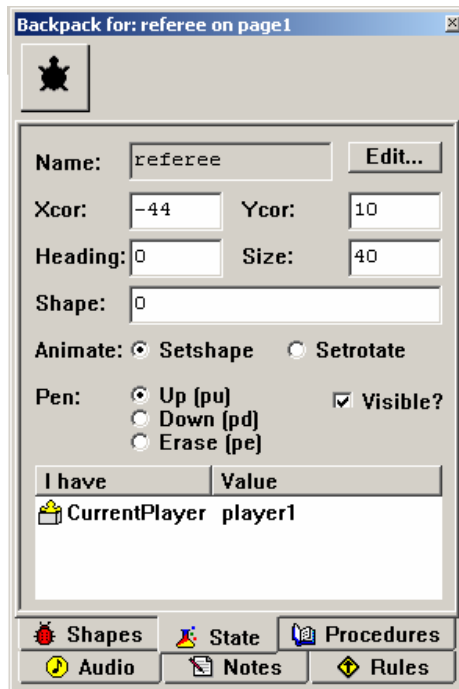 Backpack for: referee on page1
Name: referee Edit...
Xcor: -44 Ycor: 10
Heading: 0 Size: 40
Shape: 0
Animate: Setshape Setrotate
Pen: Up (pu) Visible?
Down (pd)
Erase (pe)
I have Value
CurrentPlayer player1
Shapes State Procedures
Audio Notes Rules